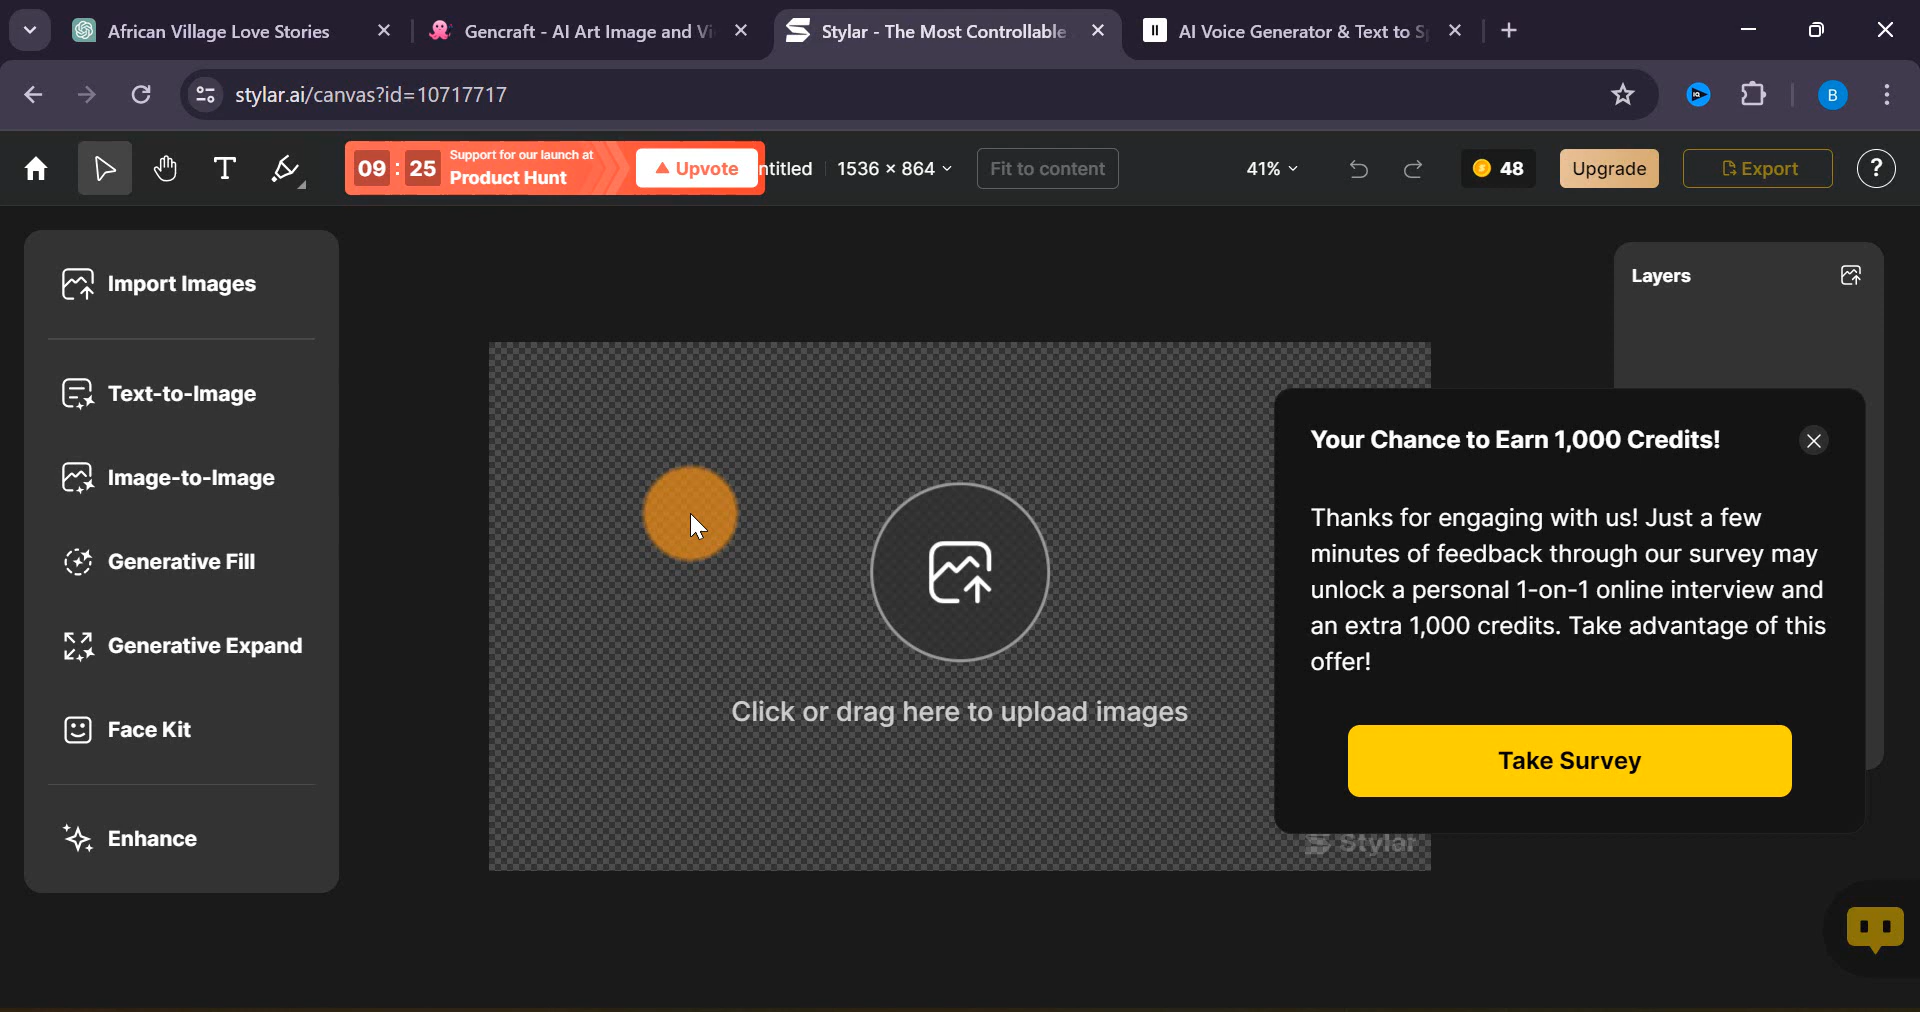 African Village Love Stories
Gencraft - AI Art Image and Vi
Stylar - The Most Controllable
AI Voice Generator & Text to S
stylar.ai/canvas?id=10717717
B
T
09 : 25
Support for our launch at
Product Hunt
Upvote
ntitled
1536 × 864
Fit to content
41%
48
Upgrade
Export
?
Import Images
Text-to-Image
Image-to-Image
Generative Fill
Generative Expand
Face Kit
Enhance
Click or drag here to upload images
Stylar
Layers
Your Chance to Earn 1,000 Credits!
Thanks for engaging with us! Just a few
minutes of feedback through our survey may
unlock a personal 1-on-1 online interview and
an extra 1,000 credits. Take advantage of this
offer!
Take Survey